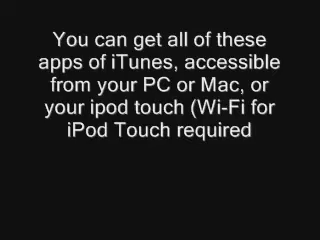 You can get all of these
apps of iTunes, accessible
from your PC or Mac, or
your ipod touch (Wi-Fi for
iPod Touch required